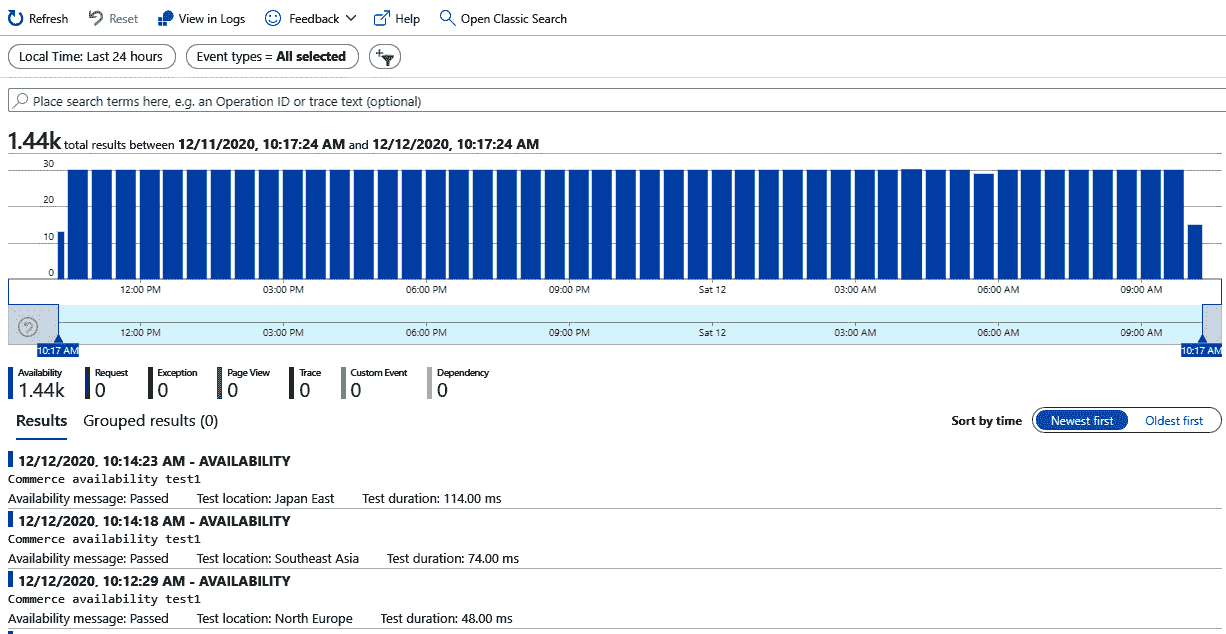 Refresh Reset View in Logs Feedback Help Open Classic Search
Local Time: Last 24 hours Event types = All selected
Place search terms here, e.g. an Operation ID or trace text (optional)
1.44k total results between 12/11/2020, 10:17:24 AM and 12/12/2020, 10:17:24 AM
30
20
10
0
12:00 PM 03:00 PM 06:00 PM 09:00 PM Sat 12 03:00 AM 06:00 AM 09:00 AM
12:00 PM 03:00 PM 06:00 PM 09:00 PM Sat 12 03:00 AM 06:00 AM 09:00 AM
10:17 AM 10:17 AM
Availability Request Exception Page View Trace Custom Event Dependency
1.44k 0 0 0 0 0 0
Results Grouped results (0) Sort by time Newest first Oldest first
12/12/2020, 10:14:23 AM - AVAILABILITY
Commerce availability test1
Availability message: Passed Test location: Japan East Test duration: 114.00 ms
12/12/2020, 10:14:18 AM - AVAILABILITY
Commerce availability test1
Availability message: Passed Test location: Southeast Asia Test duration: 74.00 ms
12/12/2020, 10:12:29 AM - AVAILABILITY
Commerce availability test1
Availability message: Passed Test location: North Europe Test duration: 48.00 ms